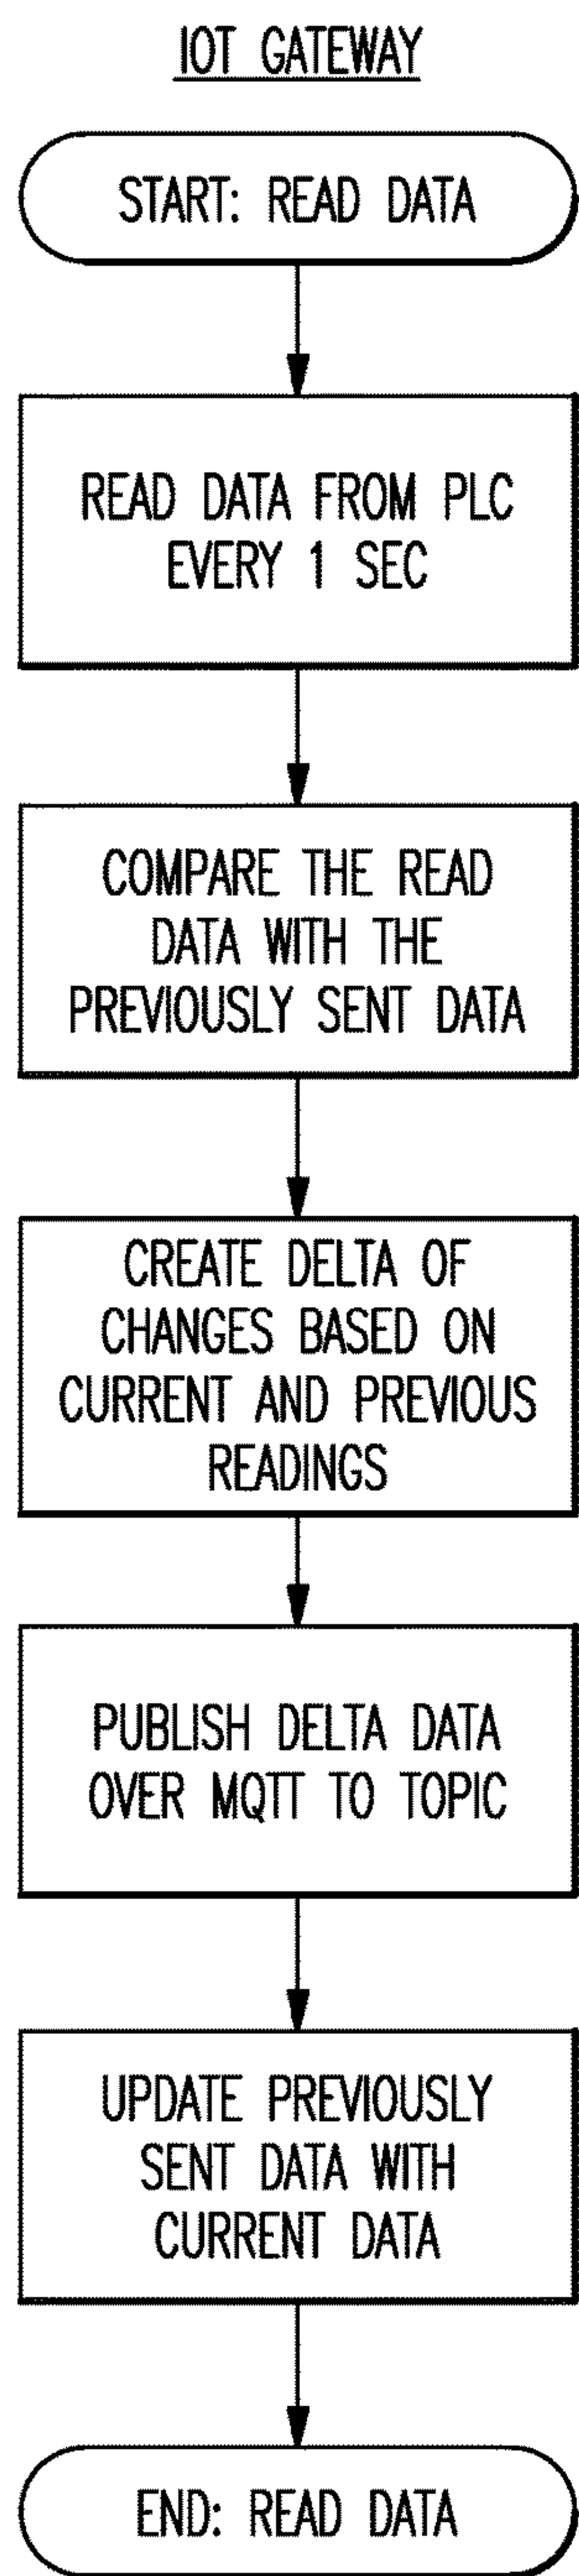 IOT GATEWAY
START: READ DATA
READ DATA FROM PLC
EVERY 1 SEC
COMPARE THE READ
DATA WITH THE
PREVIOUSLY SENT DATA
CREATE DELTA OF
CHANGES BASED ON
CURRENT AND PREVIOUS
READINGS
PUBLISH DELTA DATA
OVER MQTT TO TOPIC
UPDATE PREVIOUSLY
SENT DATA WITH
CURRENT DATA
END: READ DATA